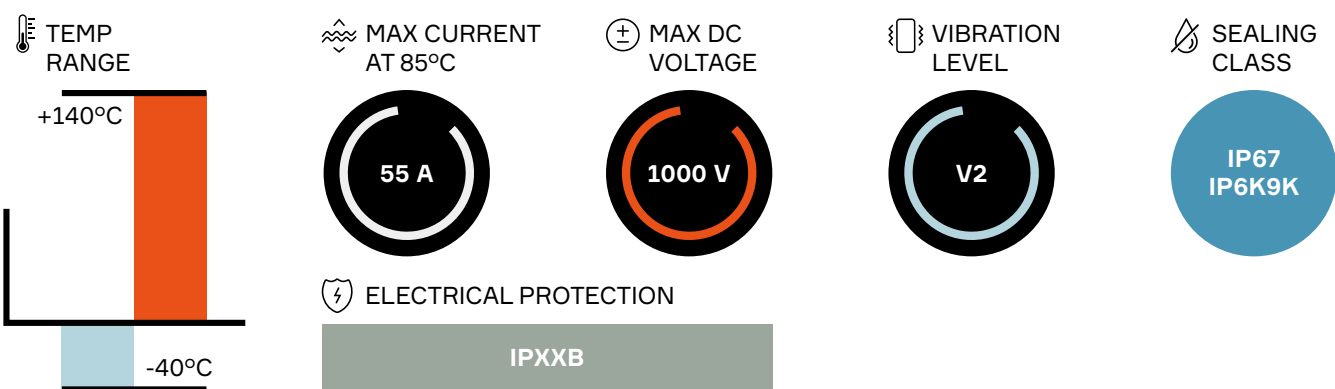 TEMP
RANGE
+140°C
-40°C
MAX CURRENT
AT 85°C
55 A
MAX DC
VOLTAGE
1000 V
VIBRATION
LEVEL
V2
SEALING
CLASS
IP67
IP6K9K
ELECTRICAL PROTECTION
IPXXB